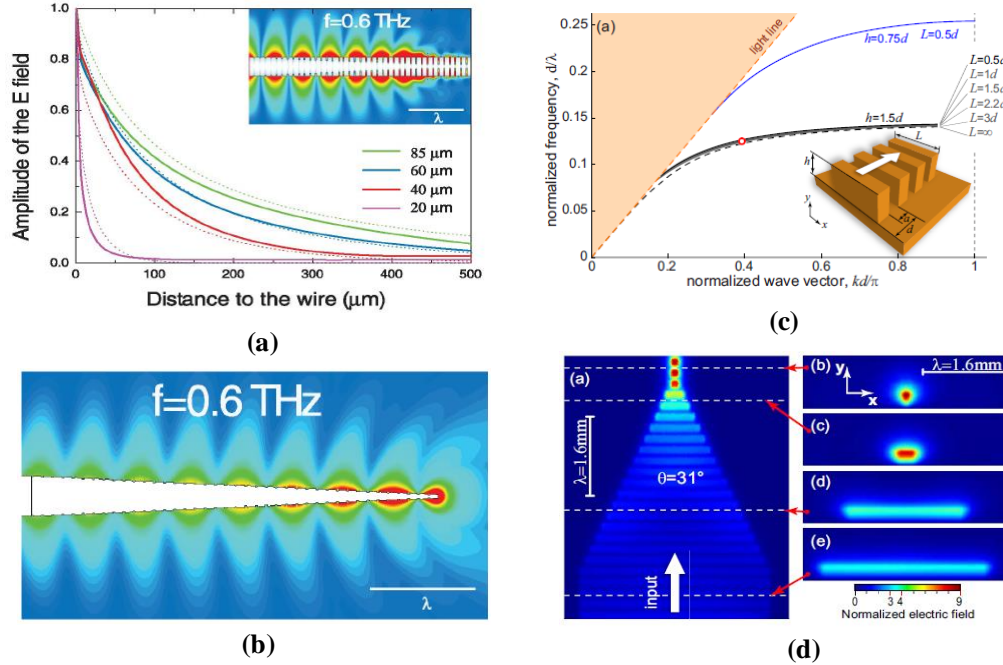 f=0.6 THz
Amplitude of the E field
1.0
0.8
0.6
0.4
0.2
0.0
λ
85 μm
60 μm
40 μm
20 μm
0
100
200
300
400
500
Distance to the wire (μm)
(a)
f=0.6 THz
λ
(b)
(a)
normalized frequency, d/λ
0.25
0.2
0.15
0.1
0.05
0
light line
h=0.75d
L=0.5d
h=1.5d
L=0.5d
L=1d
L=1.5d
L=2.2d
L=3d
L=∞
L
h
a
d
y
x
0
0.2
0.4
0.6
0.8
1
normalized wave vector, kd/π
(c)
(a)
λ=1.6mm
θ=31°
input
(b)
y
x
λ=1.6mm
(c)
(d)
(e)
0 3 4 9
Normalized electric field
(d)